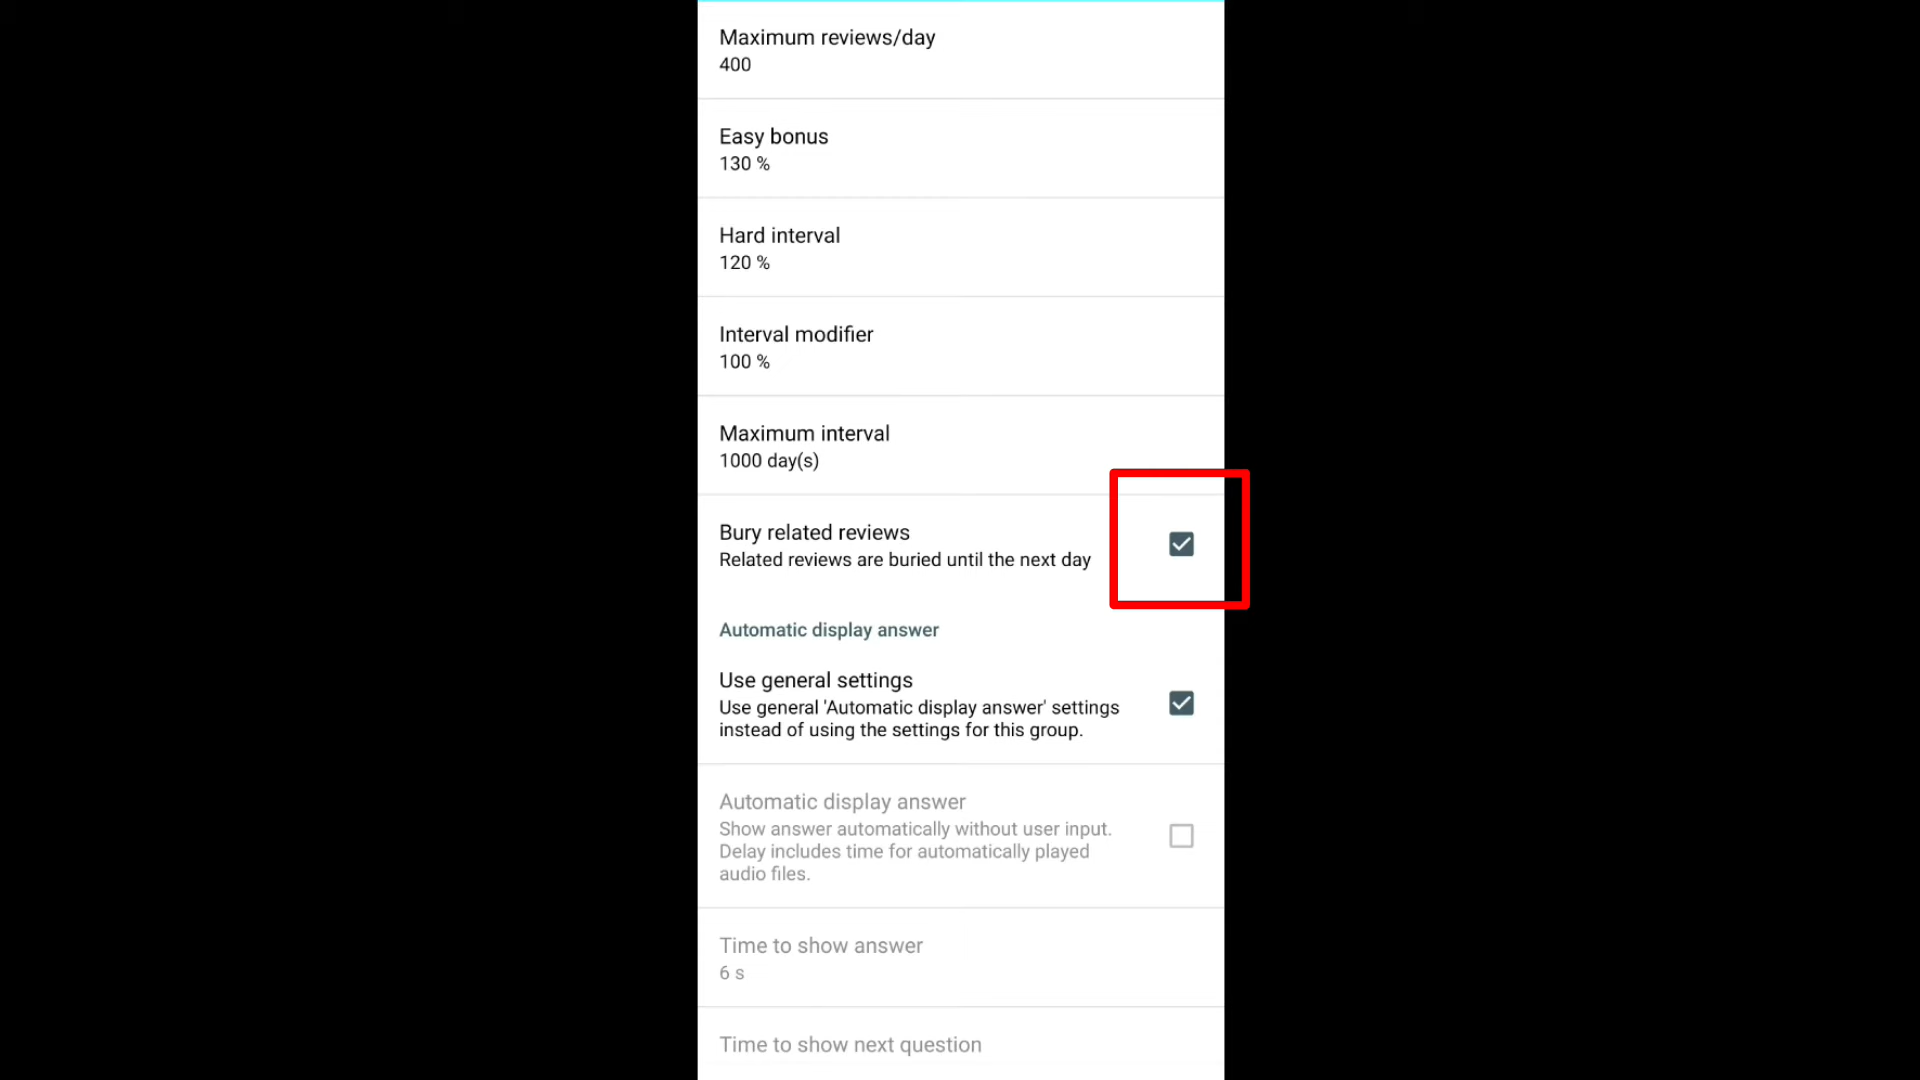 Maximum reviews/day
400
Easy bonus
130 %
Hard interval
120 %
Interval modifier
100 %
Maximum interval
1000 day(s)
Bury related reviews
Related reviews are buried until the next day
Automatic display answer
Use general settings
Use general 'Automatic display answer' settings
instead of using the settings for this group.
Automatic display answer
Show answer automatically without user input.
Delay includes time for automatically played
audio files.
Time to show answer
6 s
Time to show next question